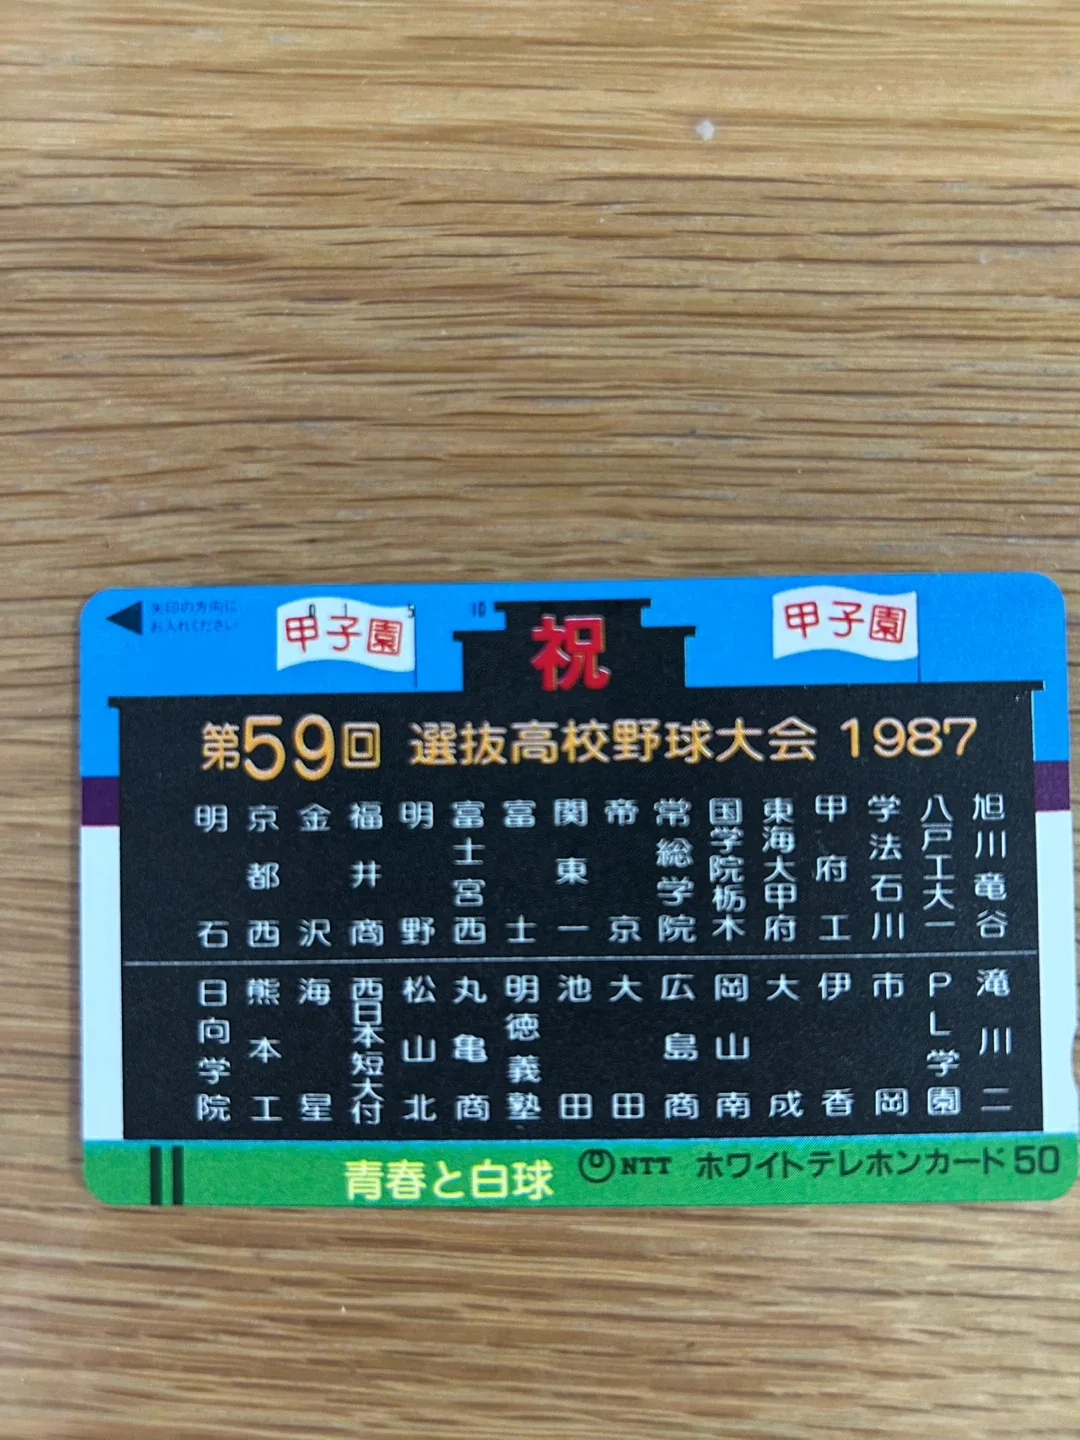 矢印の方向に
お入れください
0 1 5 10
甲子園
祝
甲子園
第59回 選抜高校野球大会 1987
旭川竜谷
八戸工大一
学法石川
甲府工
東海大甲府
国学院栃木
常総学院
帝京
関東一
富士
富士宮西
明野
福井商
金沢
京都西
明石
滝川二
PL学園
市岡
伊香
大成
岡山南
広島商
大田
池田
明徳義塾
丸亀商
松山北
西日本短大付
海星
熊本工
日向学院
青春と白球
NTT ホワイトテレホンカード50